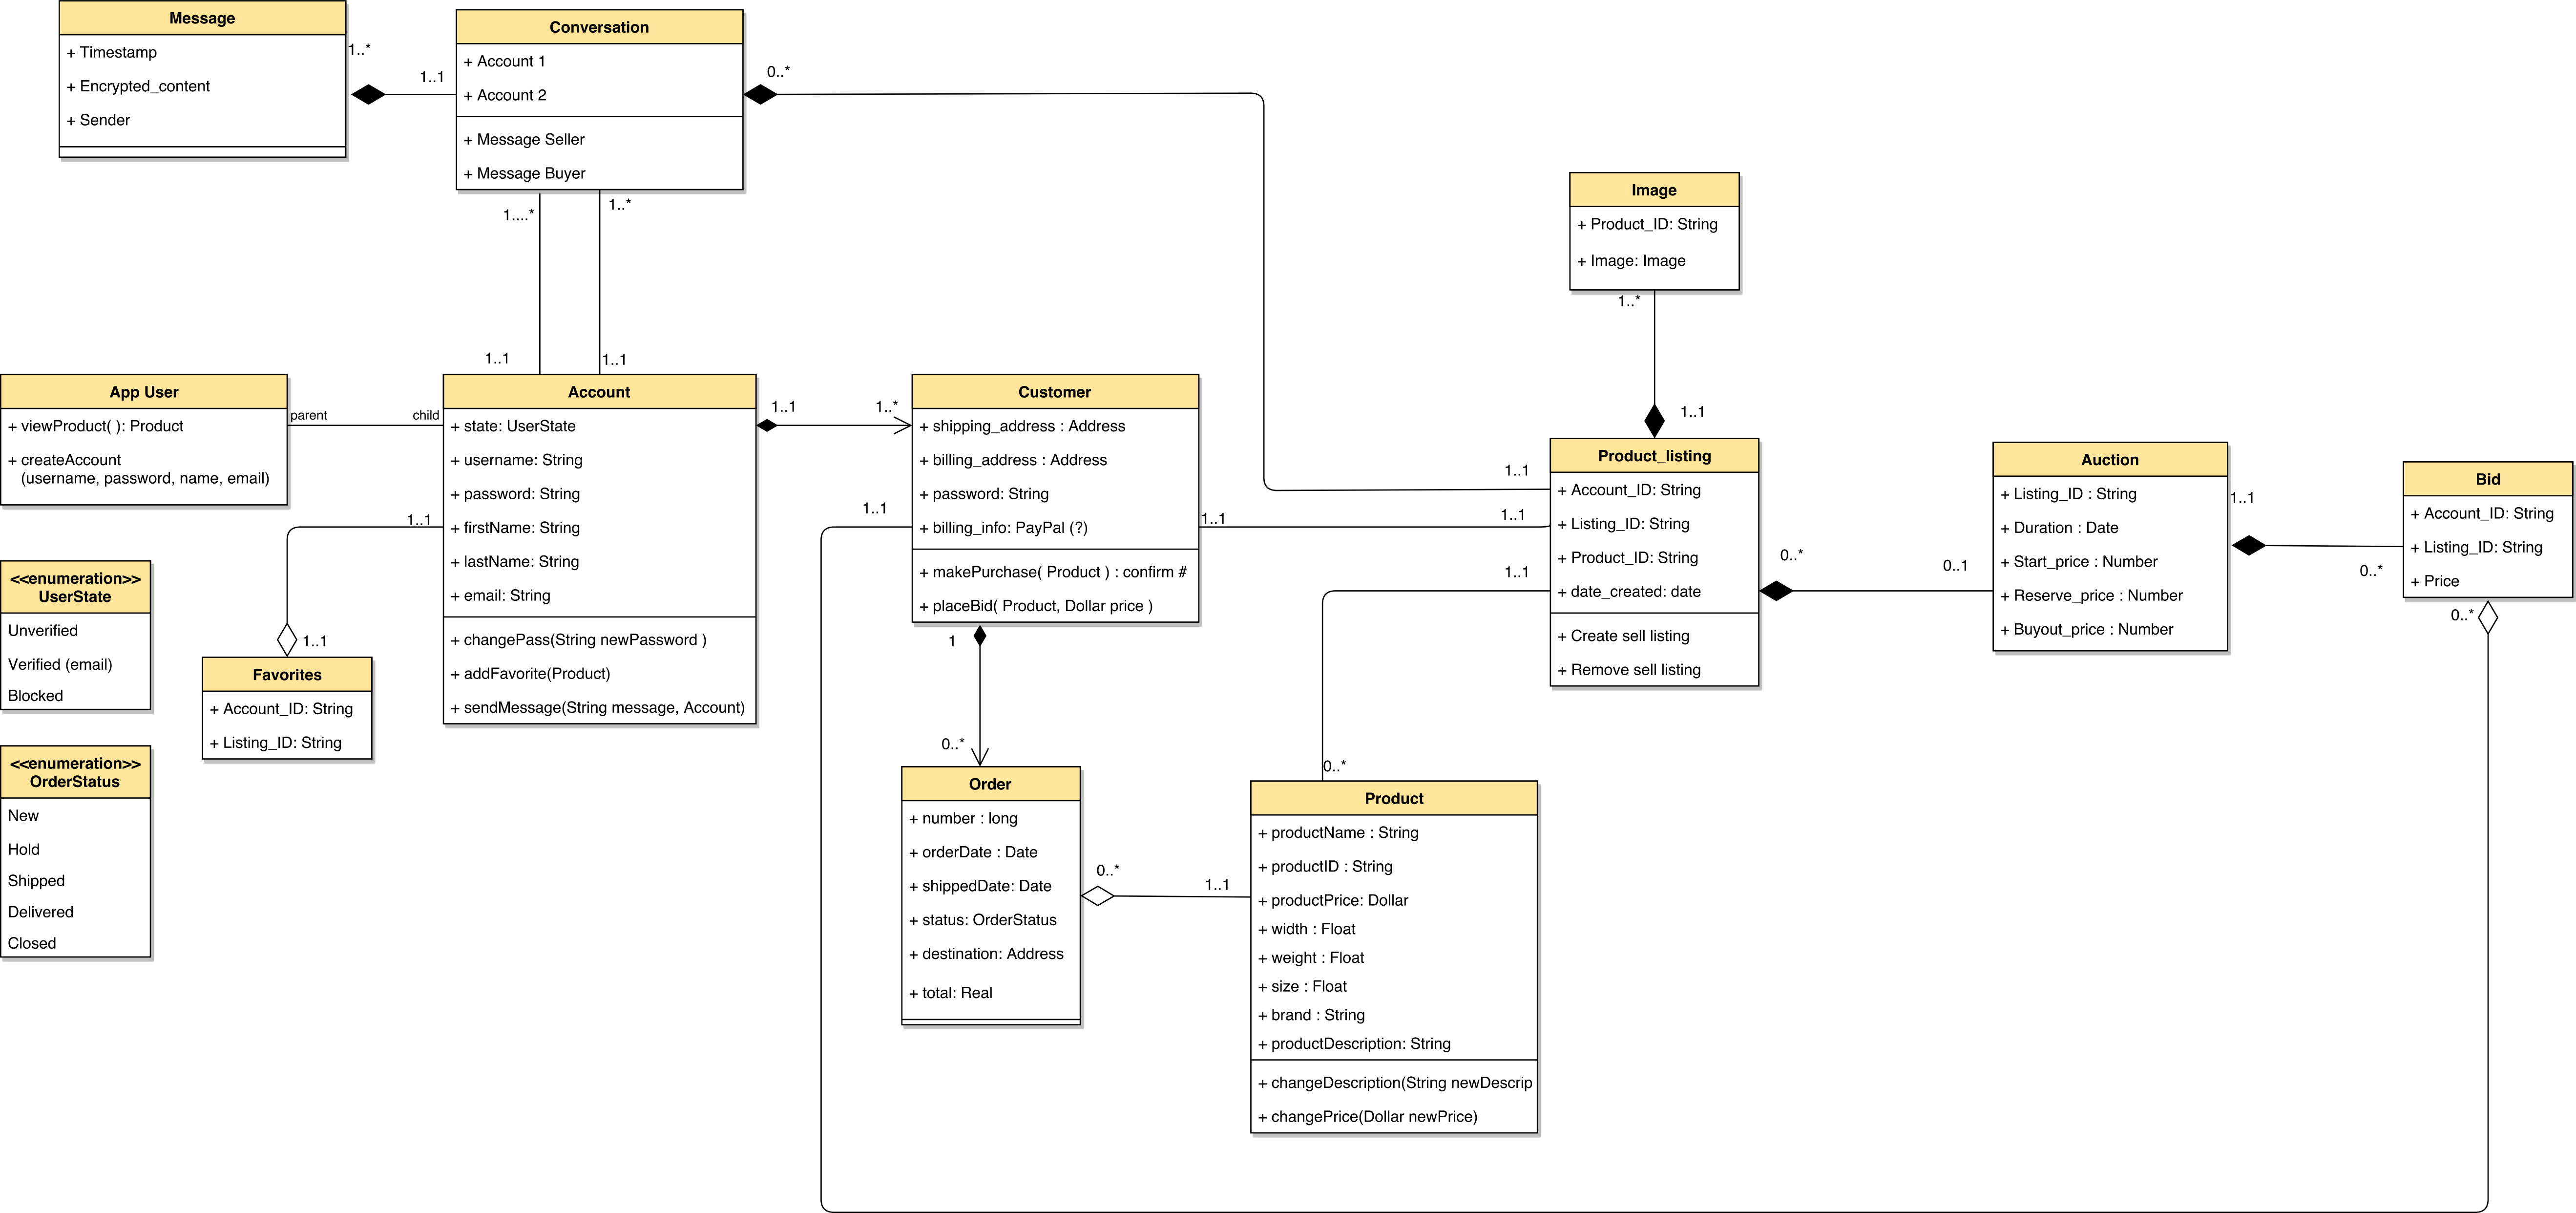 Message
+ Timestamp
+ Encrypted_content
+ Sender
1..*
1..1
Conversation
+ Account 1
+ Account 2
+ Message Seller
+ Message Buyer
0..*
1....*
1..*
1..1
1..1
Image
+ Product_ID: String
+ Image: Image
1..*
1..1
App User
+ viewProduct( ): Product
+ createAccount
(username, password, name, email)
parent
child
Account
+ state: UserState
+ username: String
+ password: String
+ firstName: String
+ lastName: String
+ email: String
+ changePass(String newPassword )
+ addFavorite(Product)
+ sendMessage(String message, Account)
1..1
1..*
1..1
1..1
Customer
+ shipping_address : Address
+ billing_address : Address
+ password: String
+ billing_info: PayPal (?)
+ makePurchase( Product ) : confirm #
+ placeBid( Product, Dollar price )
1..1
1..1
1..1
1..1
1..1
Product_listing
+ Account_ID: String
+ Listing_ID: String
+ Product_ID: String
+ date_created: date
+ Create sell listing
+ Remove sell listing
0..*
0..1
Auction
+ Listing_ID : String
+ Duration : Date
+ Start_price : Number
+ Reserve_price : Number
+ Buyout_price : Number
1..1
0..*
Bid
+ Account_ID: String
+ Listing_ID: String
+ Price
0..*
<<enumeration>>
UserState
Unverified
Verified (email)
Blocked
Favorites
+ Account_ID: String
+ Listing_ID: String
<<enumeration>>
OrderStatus
New
Hold
Shipped
Delivered
Closed
1
0..*
Order
+ number : long
+ orderDate : Date
+ shippedDate: Date
+ status: OrderStatus
+ destination: Address
+ total: Real
0..*
1..1
0..*
Product
+ productName : String
+ productID : String
+ productPrice: Dollar
+ width : Float
+ weight : Float
+ size : Float
+ brand : String
+ productDescription: String
+ changeDescription(String newDescrip
+ changePrice(Dollar newPrice)